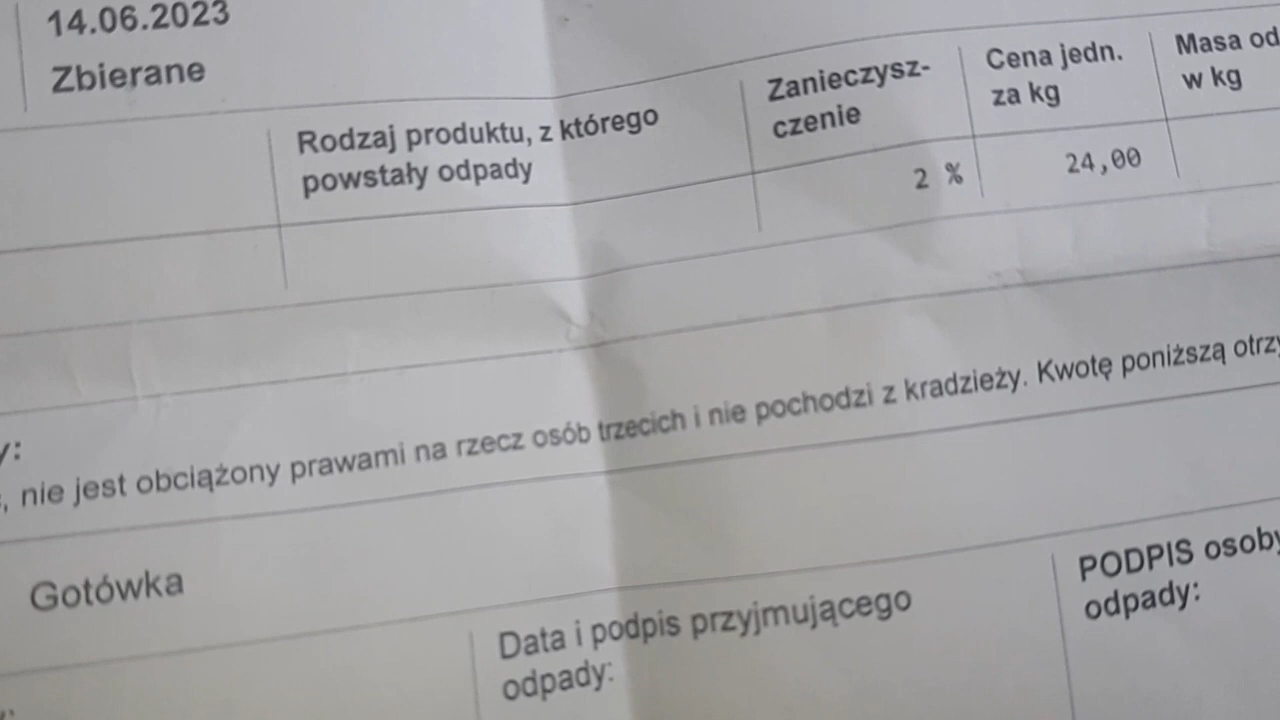 14.06.2023
Zbierane
Rodzaj produktu, z którego
powstały odpady
Zanieczysz-
czenie
Cena jedn.
za kg
Masa od
w kg
2 %
24,00
y:
, nie jest obciążony prawami na rzecz osób trzecich i nie pochodzi z kradzieży. Kwotę poniższą otrzy
Gotówka
Data i podpis przyjmującego
odpady:
PODPIS osoby
odpady: